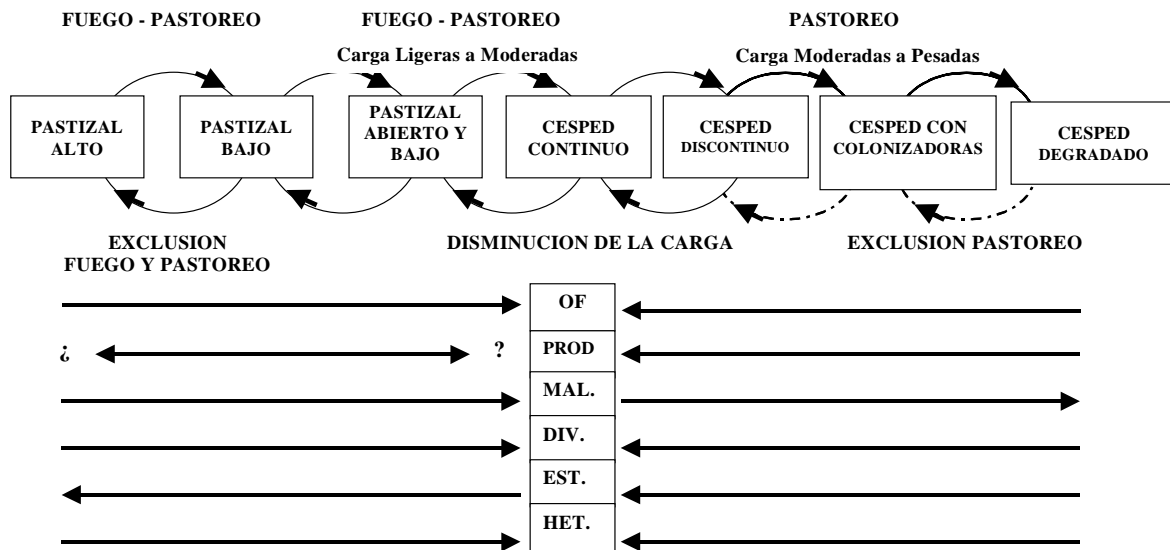 FUEGO - PASTOREO
FUEGO - PASTOREO
PASTOREO
Carga Ligeras a Moderadas
Carga Moderadas a Pesadas
PASTIZAL
ALTO
PASTIZAL
BAJO
PASTIZAL
ABIERTO Y
BAJO
CESPED
CONTINUO
CESPED
DISCONTINUO
CESPED CON
COLONIZADORAS
CESPED
DEGRADADO
EXCLUSION
FUEGO Y PASTOREO
DISMINUCION DE LA CARGA
EXCLUSION PASTOREO
OF
¿ ? PROD
MAL.
DIV.
EST.
HET.